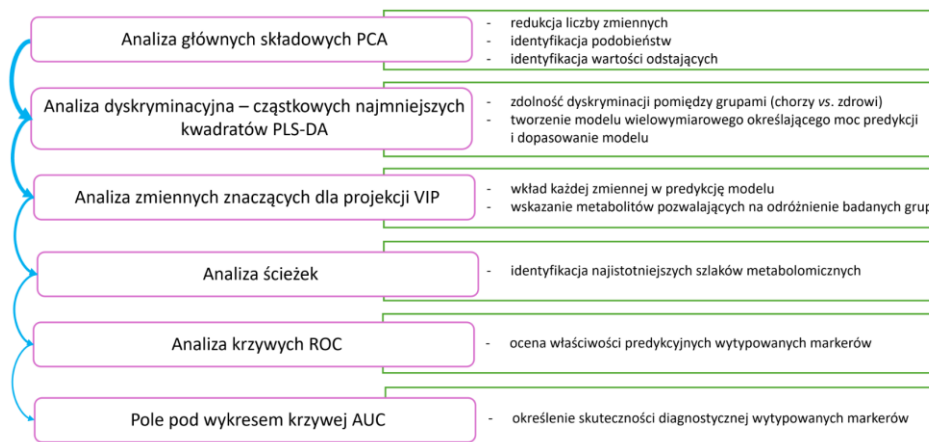 Analiza głównych składowych PCA
- redukcja liczby zmiennych
- identyfikacja podobieństw
- identyfikacja wartości odstających
Analiza dyskryminacyjna – cząstkowych najmniejszych
kwadratów PLS-DA
- zdolność dyskryminacji pomiędzy grupami (chorzy vs. zdrowi)
- tworzenie modelu wielowymiarowego określającego moc predykcji
i dopasowanie modelu
Analiza zmiennych znaczących dla projekcji VIP
- wkład każdej zmiennej w predykcję modelu
- wskazanie metabolitów pozwalających na odróżnienie badanych grup
Analiza ścieżek
- identyfikacja najistotniejszych szlaków metabolomicznych
Analiza krzywych ROC
- ocena właściwości predykcyjnych wytypowanych markerów
Pole pod wykresem krzywej AUC
- określenie skuteczności diagnostycznej wytypowanych markerów